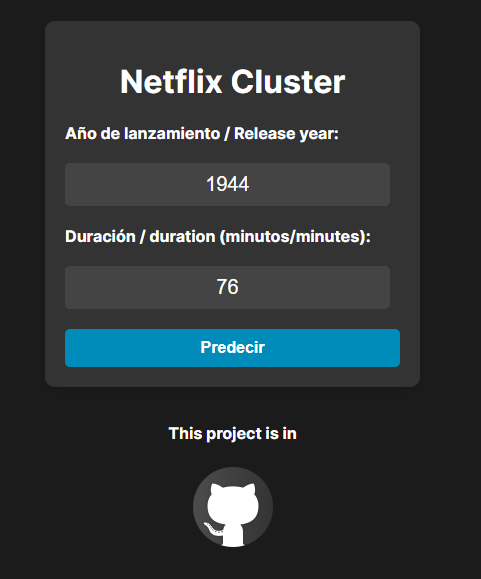 Netflix Cluster
Año de lanzamiento / Release year:
1944
Duración / duration (minutos/minutes):
76
Predecir
This project is in